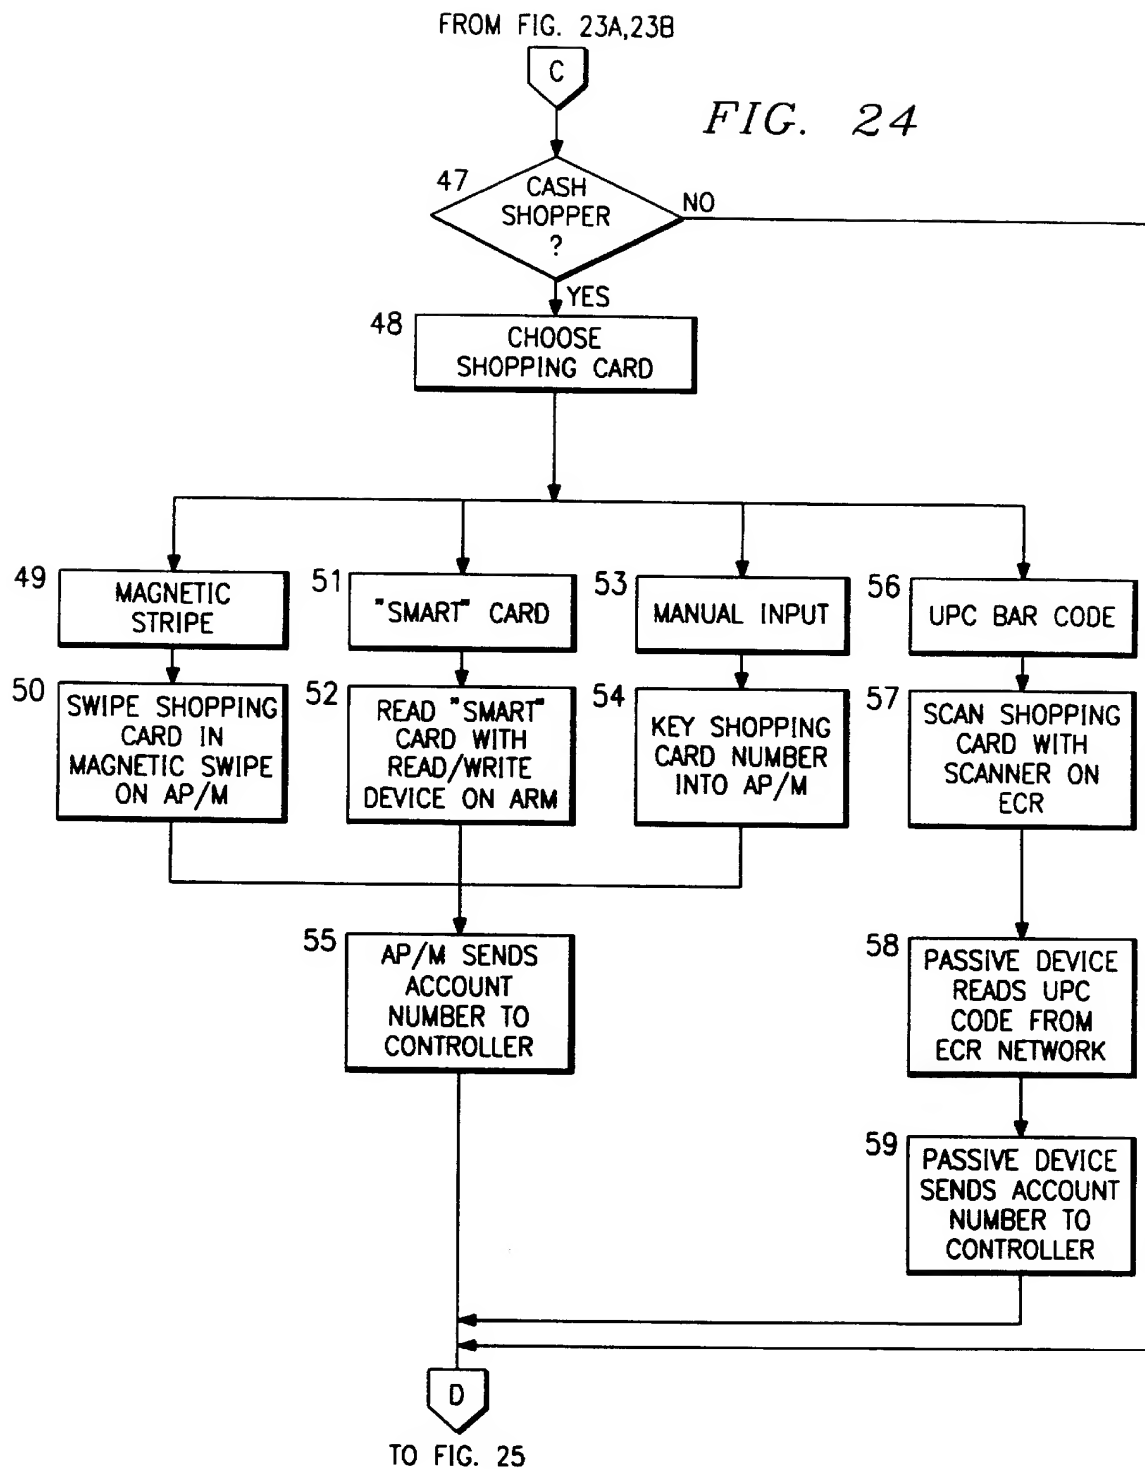 FROM FIG. 23A,23B
C
FIG. 24
47
CASH
SHOPPER
?
NO
YES
48
CHOOSE
SHOPPING CARD
49
MAGNETIC
STRIPE
51
"SMART" CARD
53
MANUAL INPUT
56
UPC BAR CODE
50
SWIPE SHOPPING
CARD IN
MAGNETIC SWIPE
ON AP/M
52
READ "SMART"
CARD WITH
READ/WRITE
DEVICE ON ARM
54
KEY SHOPPING
CARD NUMBER
INTO AP/M
57
SCAN SHOPPING
CARD WITH
SCANNER ON
ECR
55
AP/M SENDS
ACCOUNT
NUMBER TO
CONTROLLER
58
PASSIVE DEVICE
READS UPC
CODE FROM
ECR NETWORK
59
PASSIVE DEVICE
SENDS ACCOUNT
NUMBER TO
CONTROLLER
D
TO FIG. 25